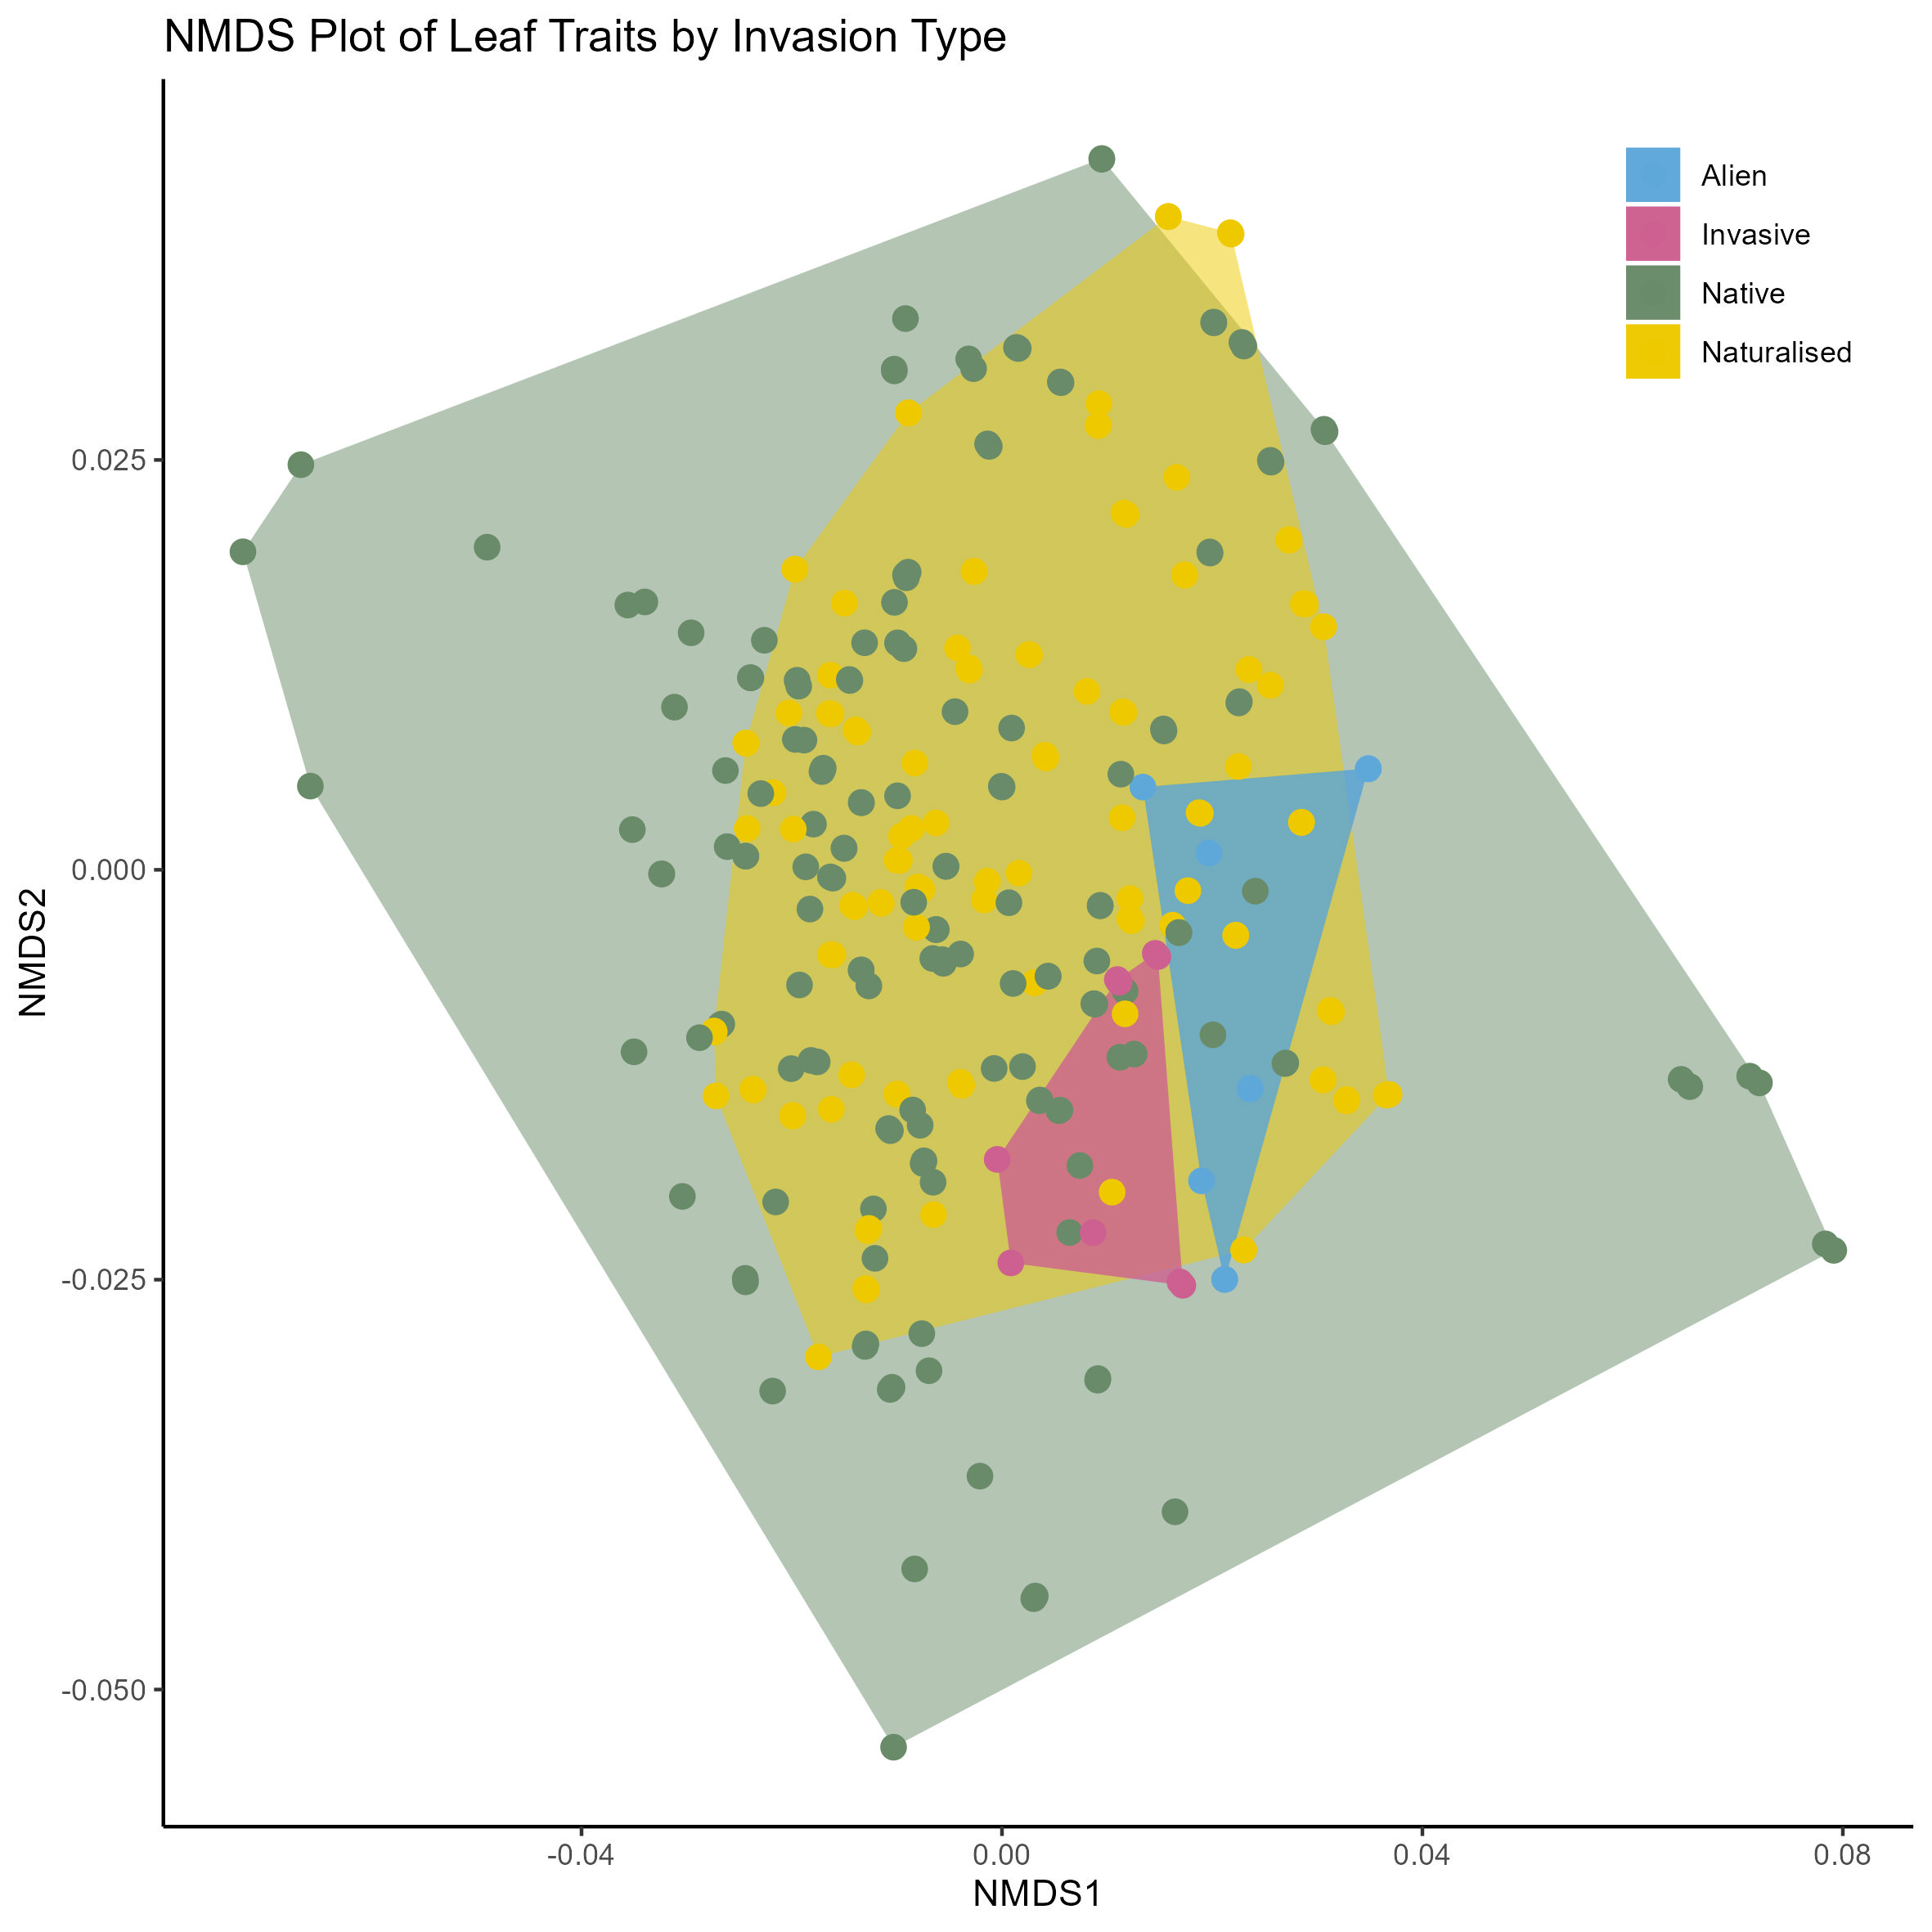 NMDS Plot of Leaf Traits by Invasion Type
Alien
Invasive
Native
Naturalised
0.025
0.000
-0.025
-0.050
NMDS2
-0.04
0.00
0.04
0.08
NMDS1